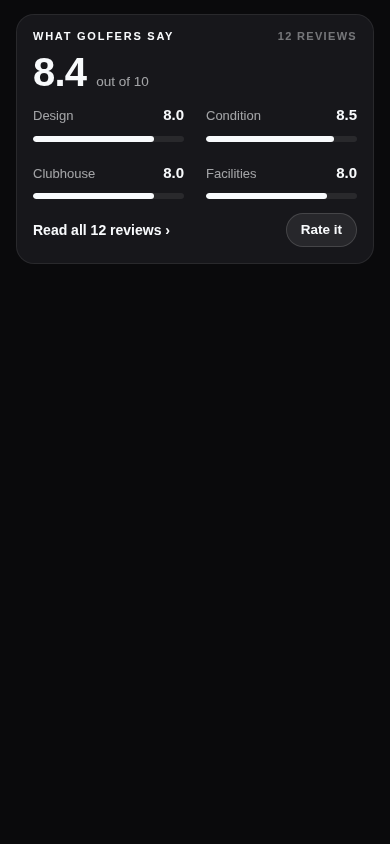 WHAT GOLFERS SAY 12 REVIEWS
8.4 out of 10
Design 8.0 Condition 8.5
Clubhouse 8.0 Facilities 8.0
Read all 12 reviews › Rate it